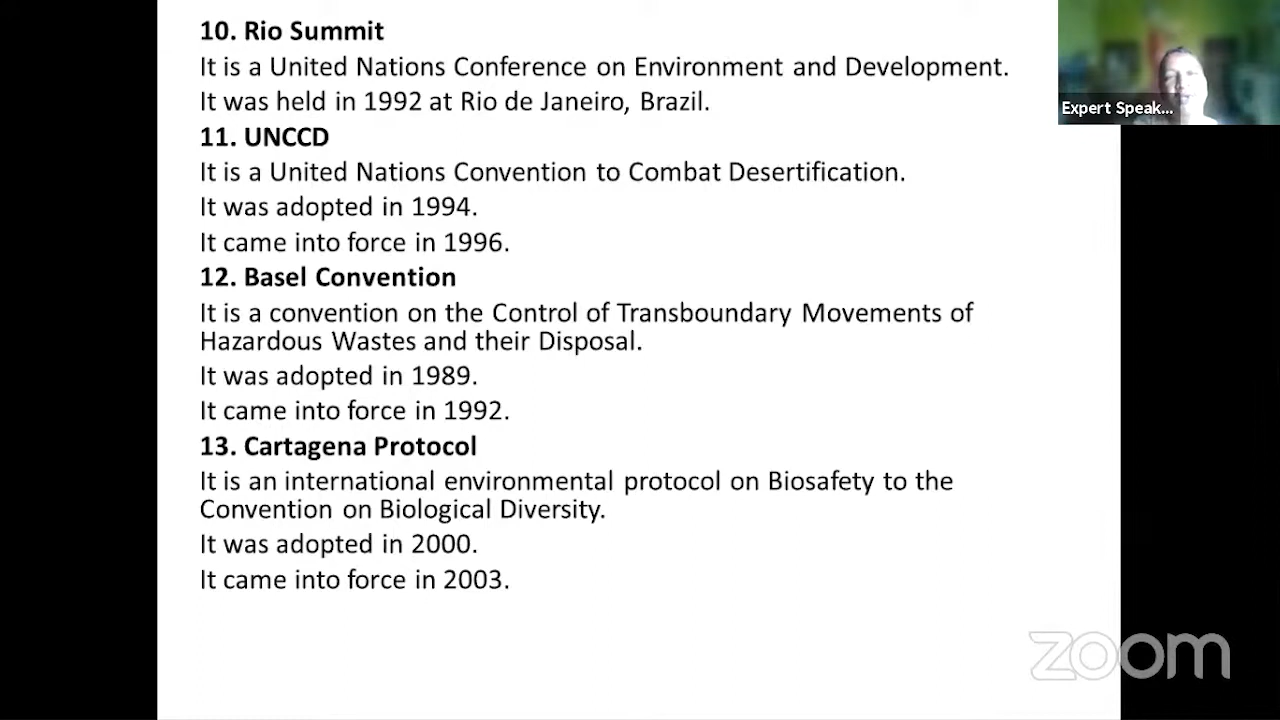 10. Rio Summit
It is a United Nations Conference on Environment and Development.
It was held in 1992 at Rio de Janeiro, Brazil.
11. UNCCD
It is a United Nations Convention to Combat Desertification.
It was adopted in 1994.
It came into force in 1996.
12. Basel Convention
It is a convention on the Control of Transboundary Movements of
Hazardous Wastes and their Disposal.
It was adopted in 1989.
It came into force in 1992.
13. Cartagena Protocol
It is an international environmental protocol on Biosafety to the
Convention on Biological Diversity.
It was adopted in 2000.
It came into force in 2003.
Expert Speak...
zoom